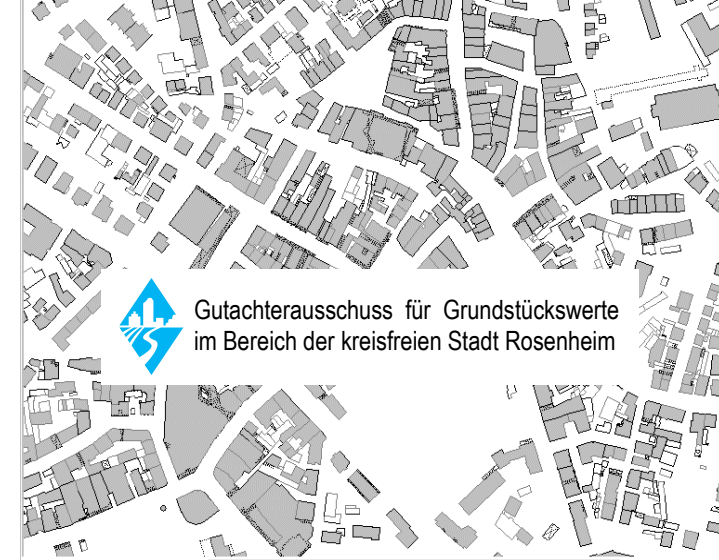 Gutachterausschuss für Grundstückswerte
im Bereich der kreisfreien Stadt Rosenheim